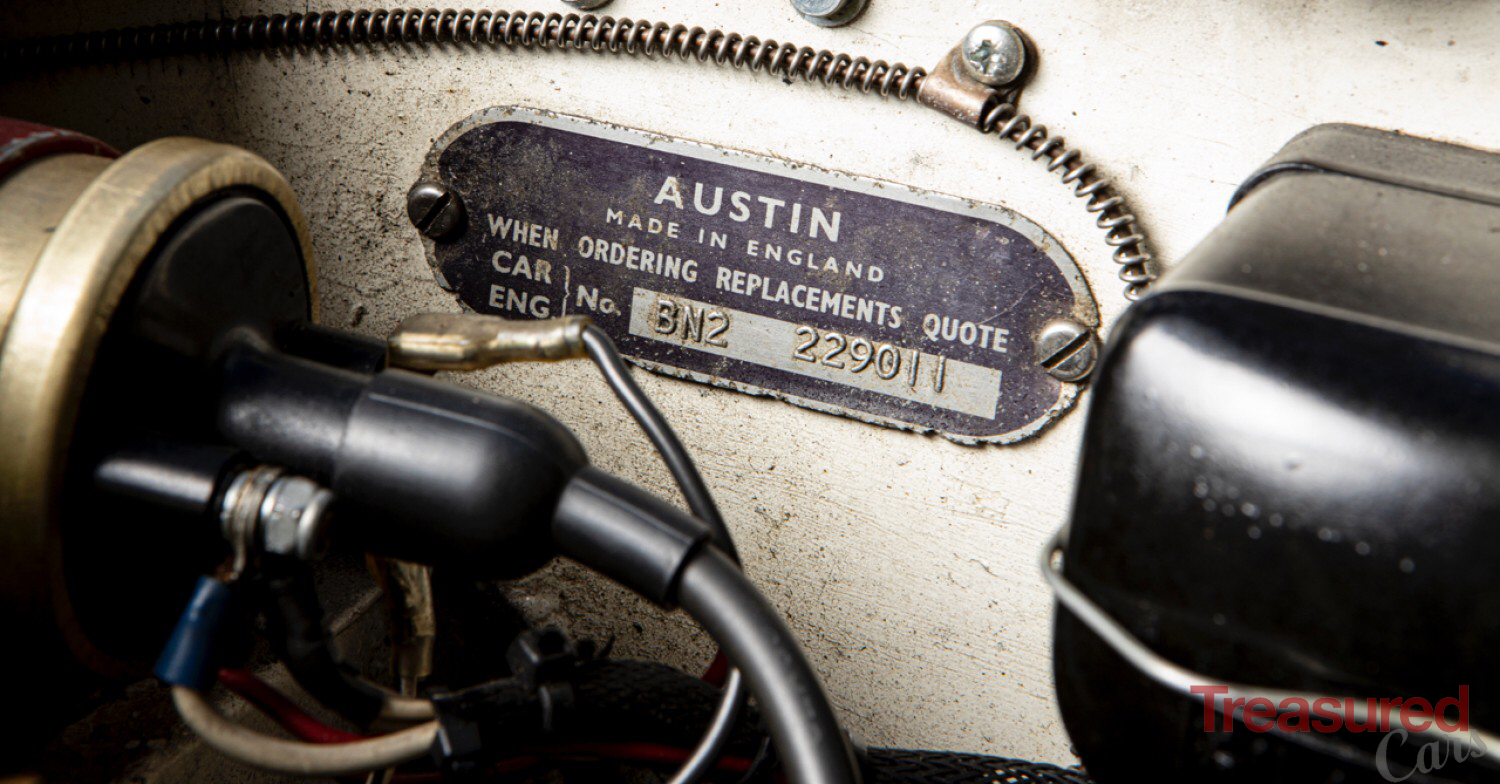 AUSTIN
MADE IN ENGLAND
WHEN ORDERING REPLACEMENTS QUOTE
CAR
ENG } No. BN2 229011
Treasured
Cars